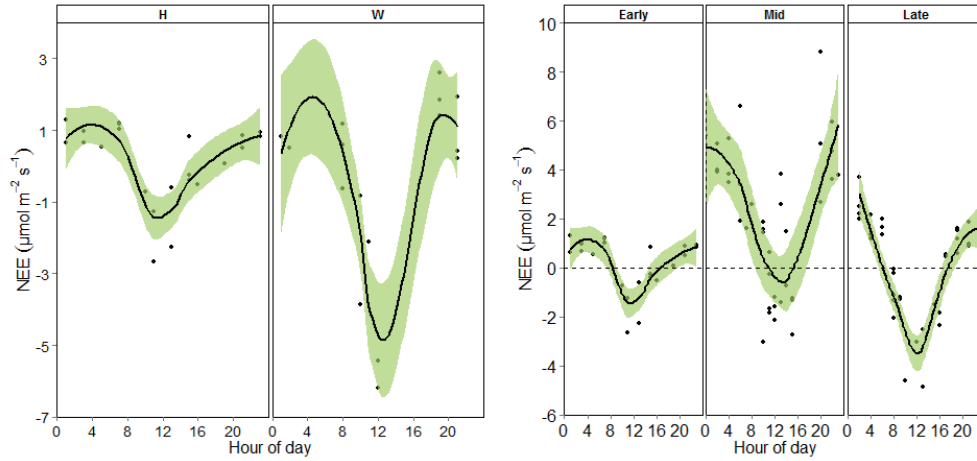 H W
3
1
-1
-3
-5
-7
NEE (µmol m⁻² s⁻¹)
0 4 8 12 16 20 0 4 8 12 16 20
Hour of day
Early Mid Late
10
8
6
4
2
0
-2
-4
-6
NEE (µmol m⁻² s⁻¹)
0 4 8 12 16 23 0 4 8 12 16 23 0 4 8 12 16 23
Hour of day